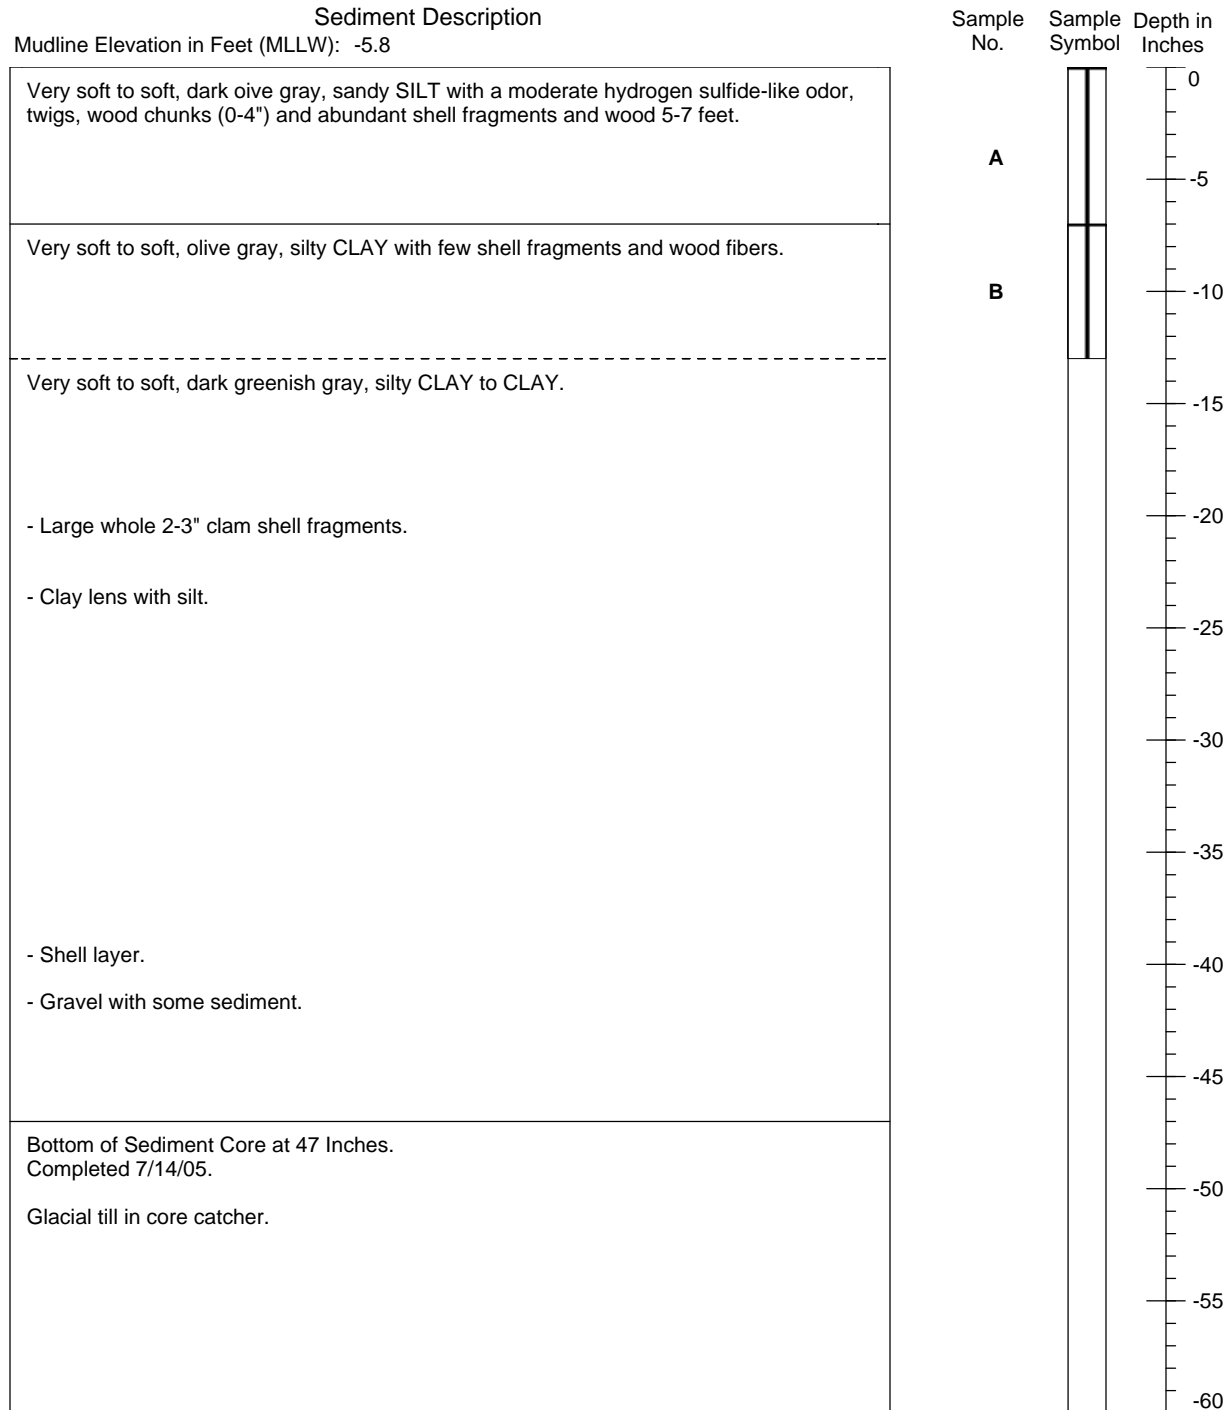 Sediment Description
Mudline Elevation in Feet (MLLW): -5.8
Sample No.
Sample Symbol
Depth in Inches
Very soft to soft, dark oive gray, sandy SILT with a moderate hydrogen sulfide-like odor,
twigs, wood chunks (0-4") and abundant shell fragments and wood 5-7 feet.
Very soft to soft, olive gray, silty CLAY with few shell fragments and wood fibers.
Very soft to soft, dark greenish gray, silty CLAY to CLAY.
- Large whole 2-3" clam shell fragments.
- Clay lens with silt.
- Shell layer.
- Gravel with some sediment.
Bottom of Sediment Core at 47 Inches.
Completed 7/14/05.
Glacial till in core catcher.
A
B
0
-5
-10
-15
-20
-25
-30
-35
-40
-45
-50
-55
-60